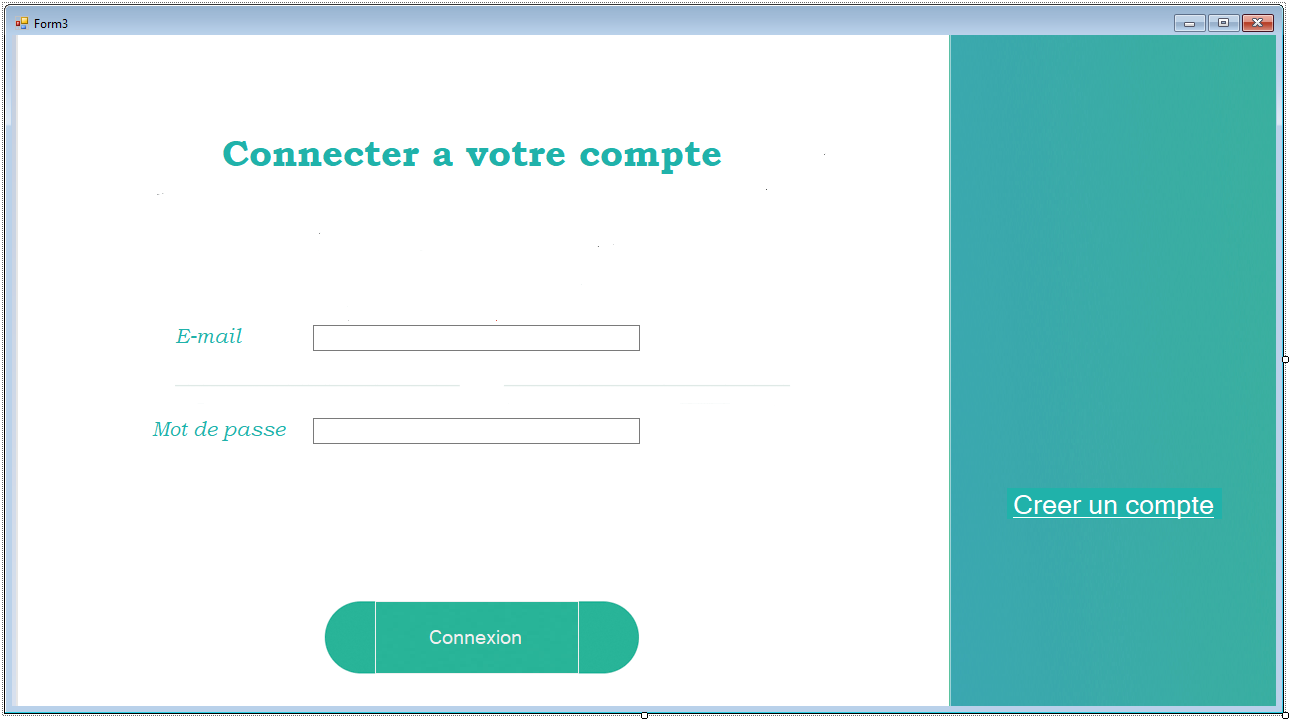 Form3
Connecter a votre compte
E-mail
Mot de passe
Creer un compte
Connexion